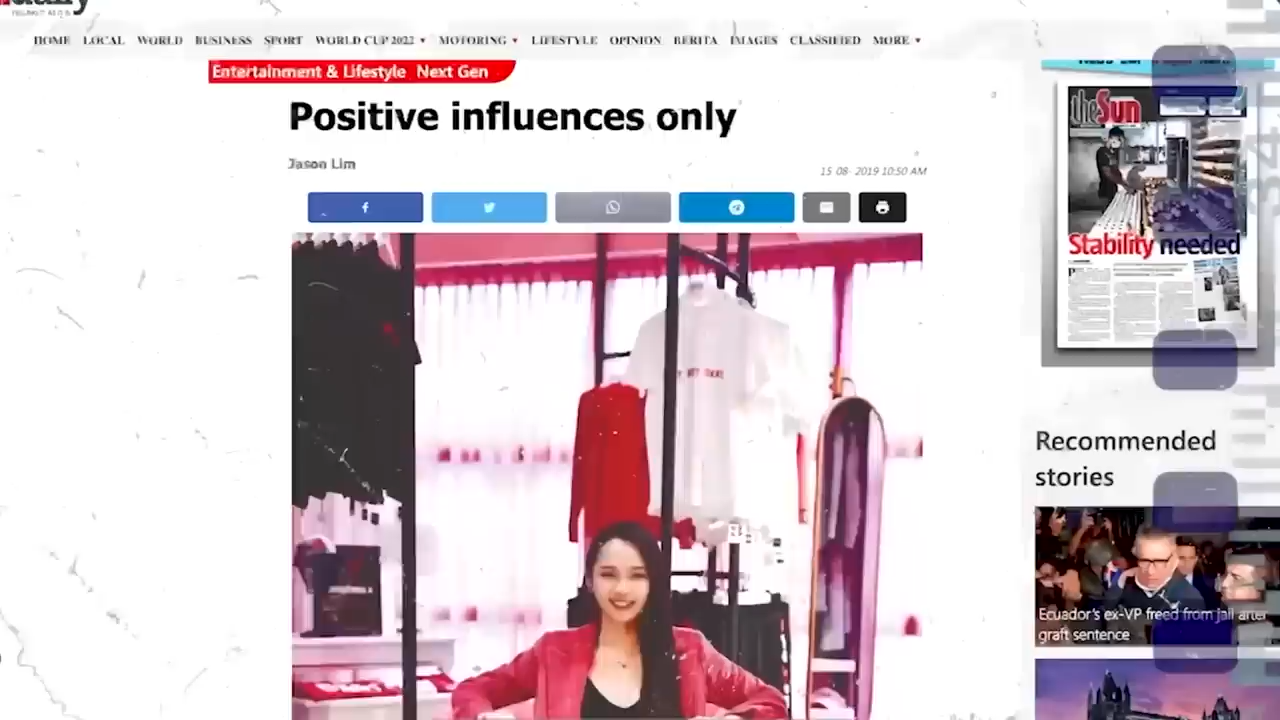 HOME LOCAL WORLD BUSINESS SPORT WORLD CUP 2022 MOTORING LIFESTYLE OPINION BERITA IMAGES CLASSIFIED MORE
Entertainment & Lifestyle Next Gen
Positive influences only
Jason Lim
15-08-2019 10:50 AM
theSun
Stability needed
Recommended
stories
Ecuador's ex-VP freed from jail after
graft sentence